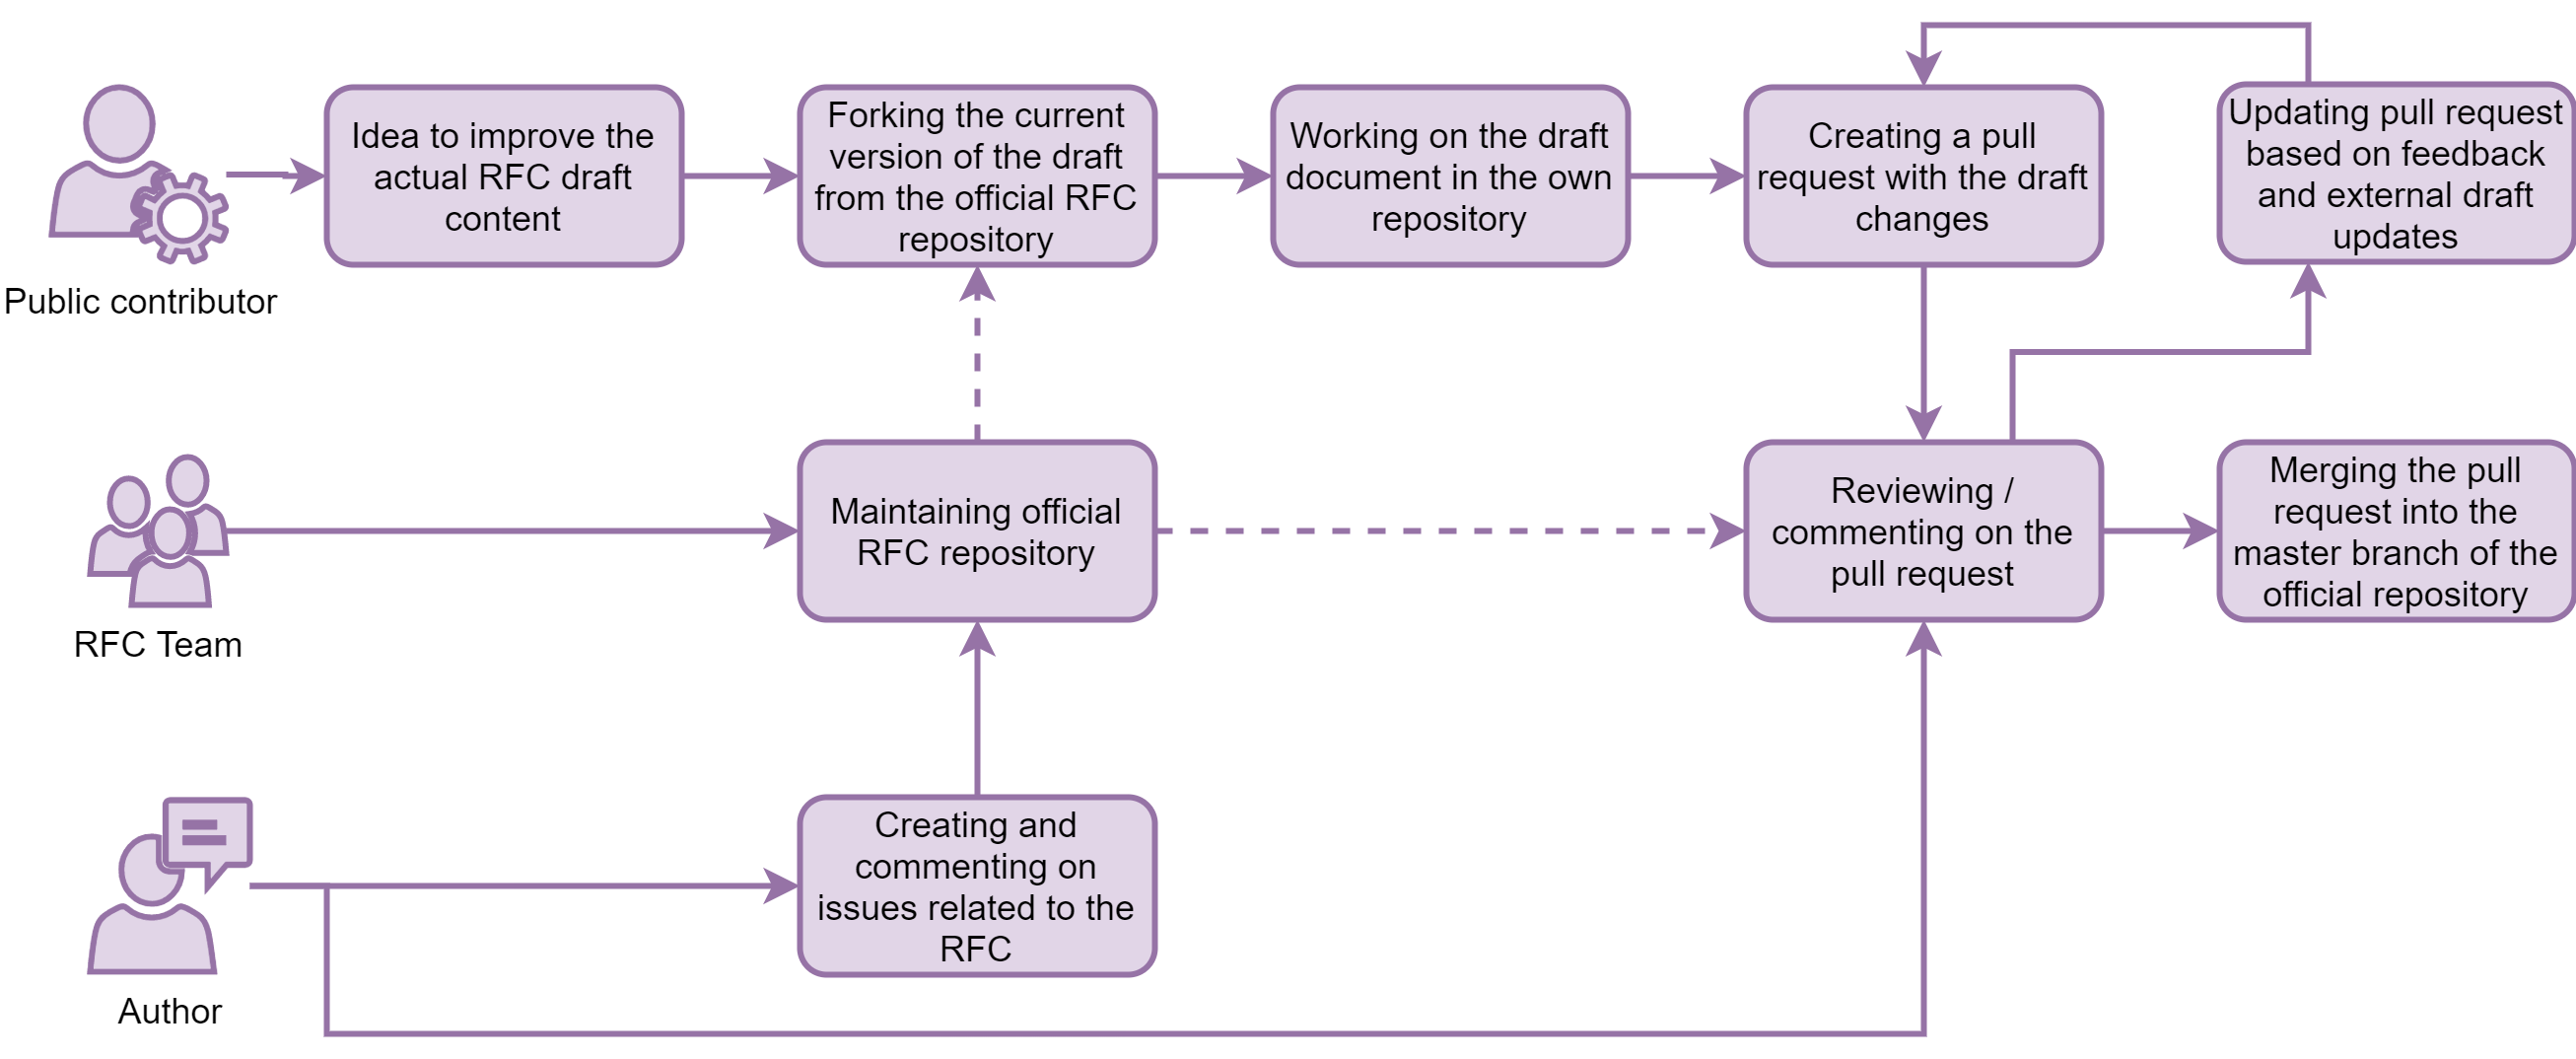 Public contributor
Idea to improve the
actual RFC draft
content
Forking the current
version of the draft
from the official RFC
repository
Working on the draft
document in the own
repository
Creating a pull
request with the draft
changes
Updating pull request
based on feedback
and external draft
updates
RFC Team
Maintaining official
RFC repository
Reviewing /
commenting on the
pull request
Merging the pull
request into the
master branch of the
official repository
Author
Creating and
commenting on
issues related to the
RFC